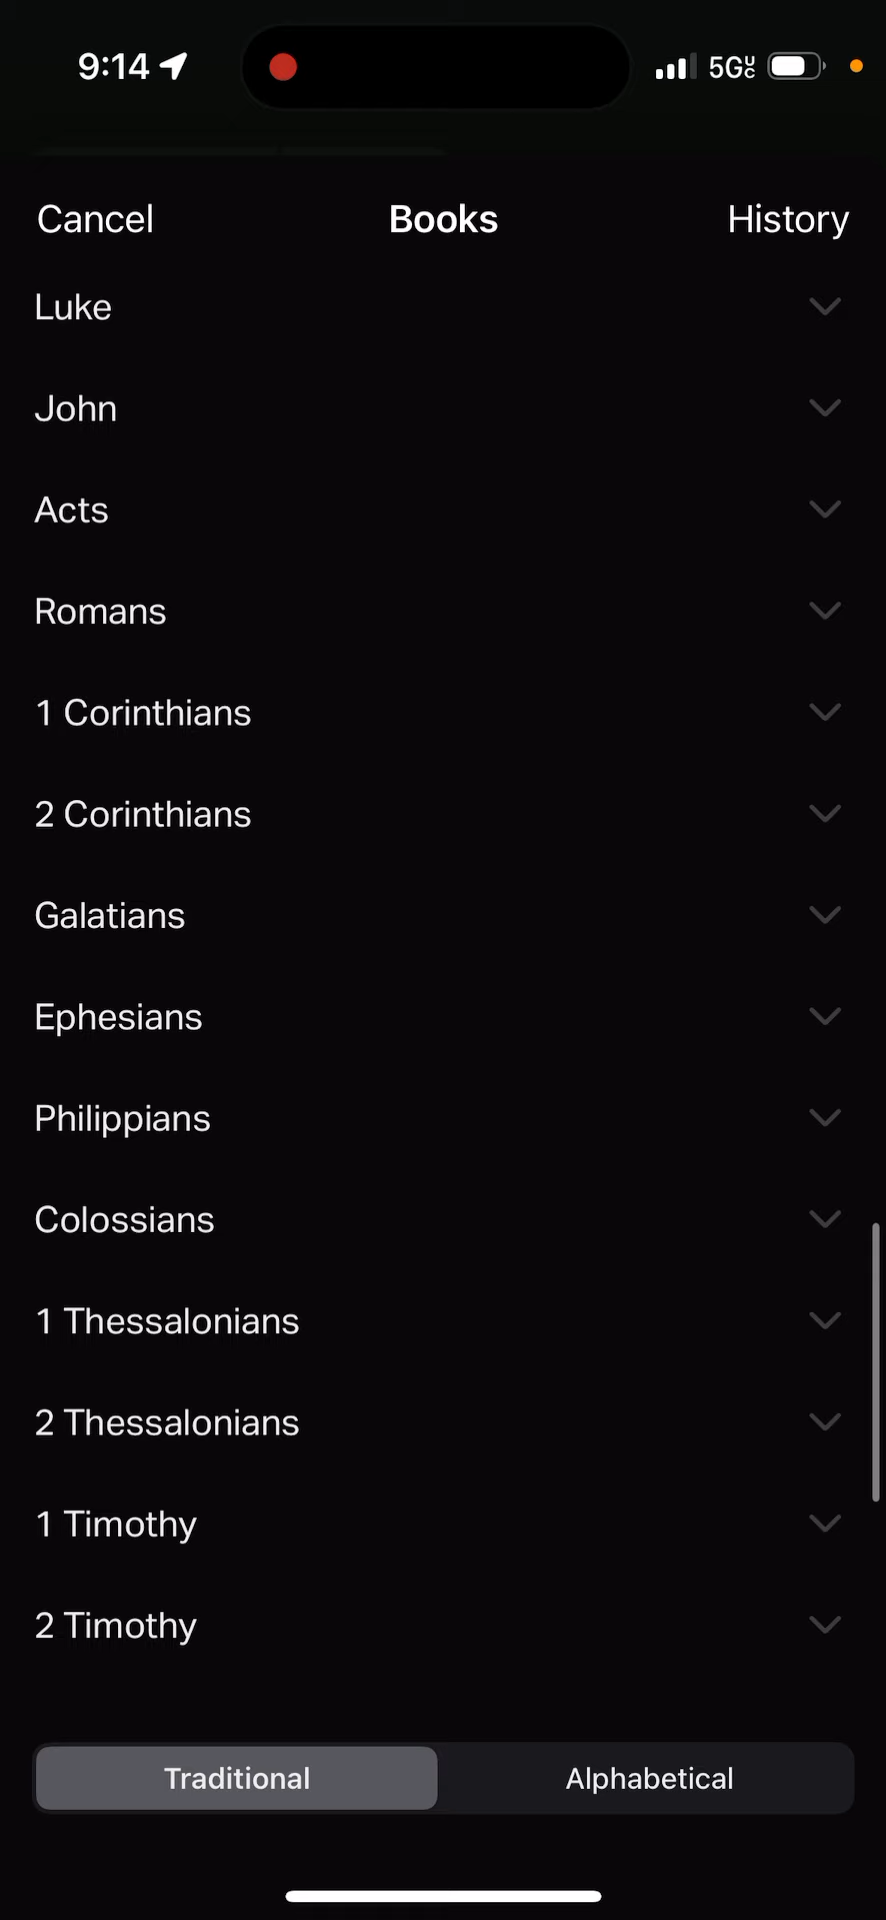 9:14
5GUC
Cancel
Books
History
Luke
John
Acts
Romans
1 Corinthians
2 Corinthians
Galatians
Ephesians
Philippians
Colossians
1 Thessalonians
2 Thessalonians
1 Timothy
2 Timothy
Traditional
Alphabetical